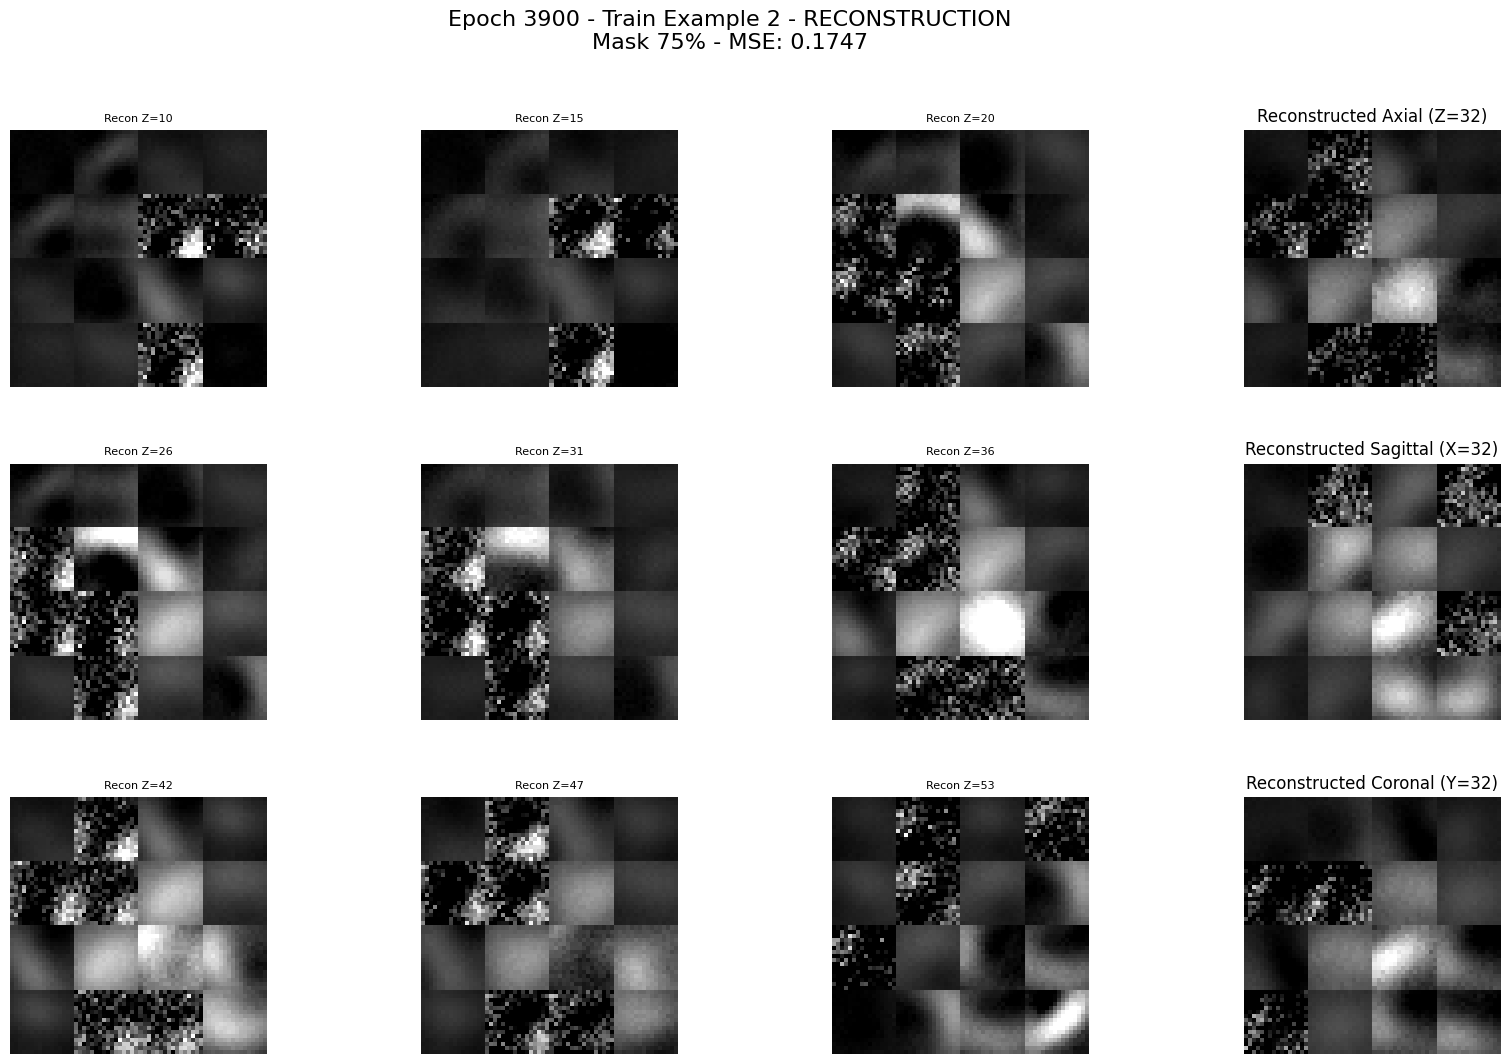 Epoch 3900 - Train Example 2 - RECONSTRUCTION
Mask 75% - MSE: 0.1747
Recon Z=10
Recon Z=15
Recon Z=20
Reconstructed Axial (Z=32)
Recon Z=26
Recon Z=31
Recon Z=36
Reconstructed Sagittal (X=32)
Recon Z=42
Recon Z=47
Recon Z=53
Reconstructed Coronal (Y=32)